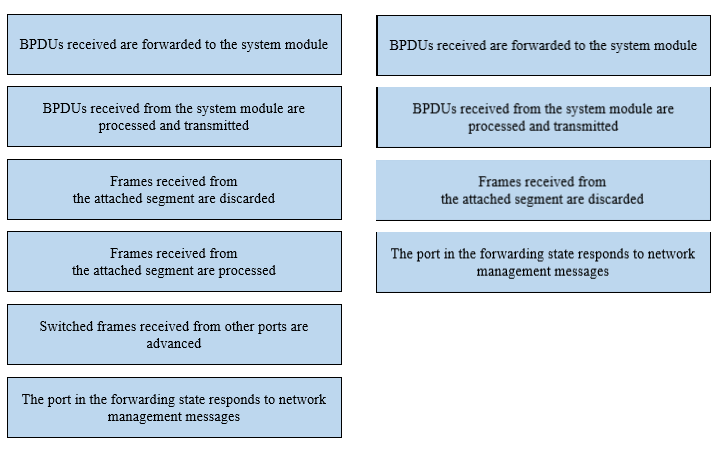 BPDUs received are forwarded to the system module
BPDUs received from the system module are
processed and transmitted
Frames received from
the attached segment are discarded
Frames received from
the attached segment are processed
Switched frames received from other ports are
advanced
The port in the forwarding state responds to network
management messages
BPDUs received are forwarded to the system module
BPDUs received from the system module are
processed and transmitted
Frames received from
the attached segment are discarded
The port in the forwarding state responds to network
management messages